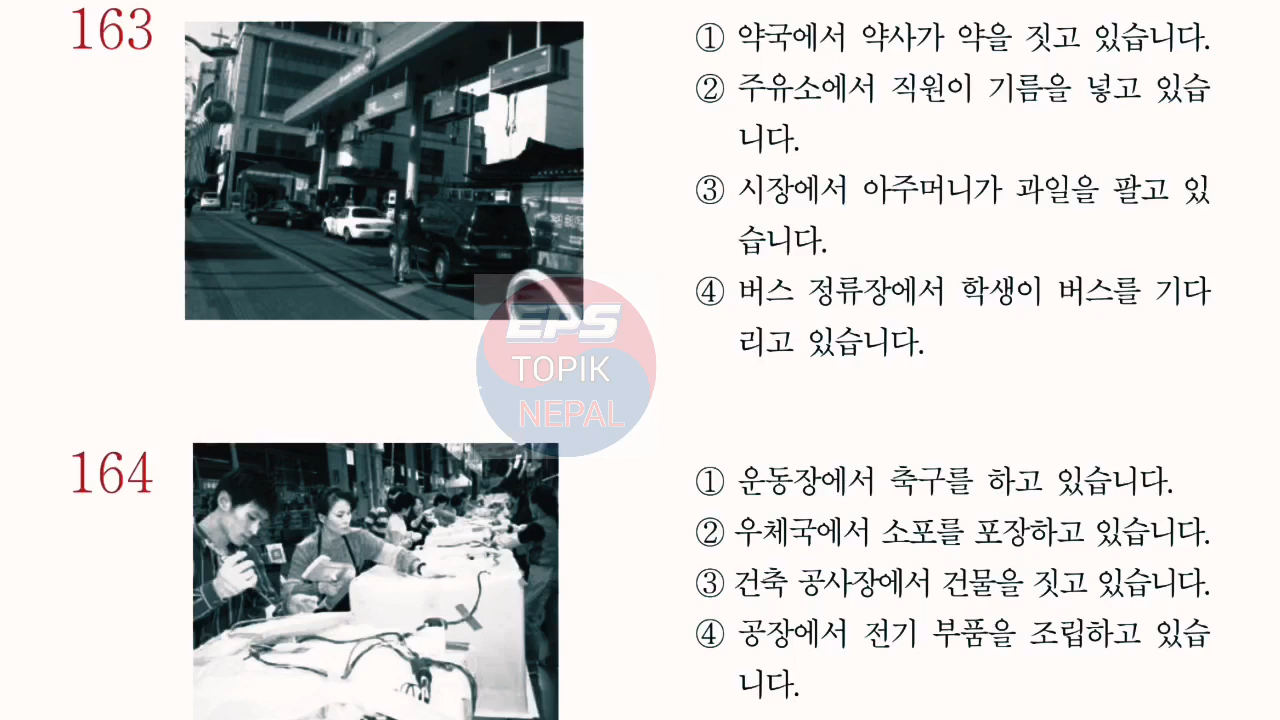 163
① 약국에서 약사가 약을 짓고 있습니다.
② 주유소에서 직원이 기름을 넣고 있습
니다.
③ 시장에서 아주머니가 과일을 팔고 있
습니다.
④ 버스 정류장에서 학생이 버스를 기다
리고 있습니다.
EPS
TOPIK
NEPAL
164
① 운동장에서 축구를 하고 있습니다.
② 우체국에서 소포를 포장하고 있습니다.
③ 건축 공사장에서 건물을 짓고 있습니다.
④ 공장에서 전기 부품을 조립하고 있습
니다.